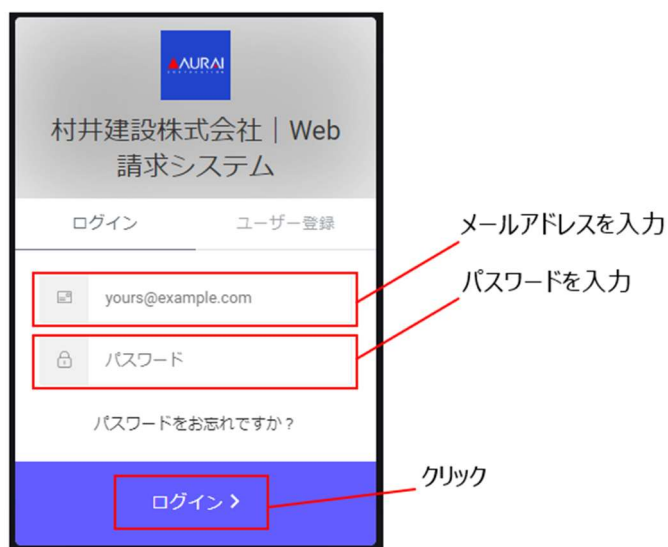 AURAI
村井建設株式会社｜Web
請求システム
ログイン
ユーザー登録
メールアドレスを入力
yours@example.com
パスワードを入力
パスワード
パスワードをお忘れですか？
クリック
ログイン >